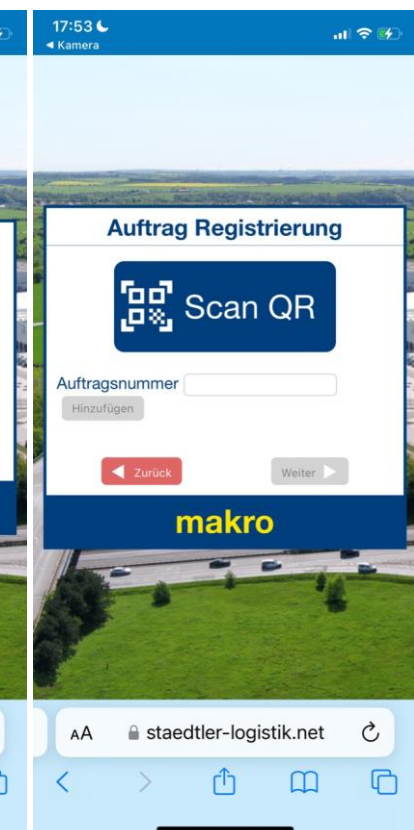 17:53
◀ Kamera
Auftrag Registrierung
Scan QR
Auftragsnummer
Hinzufügen
Zurück
Weiter
makro
AA
staedtler-logistik.net